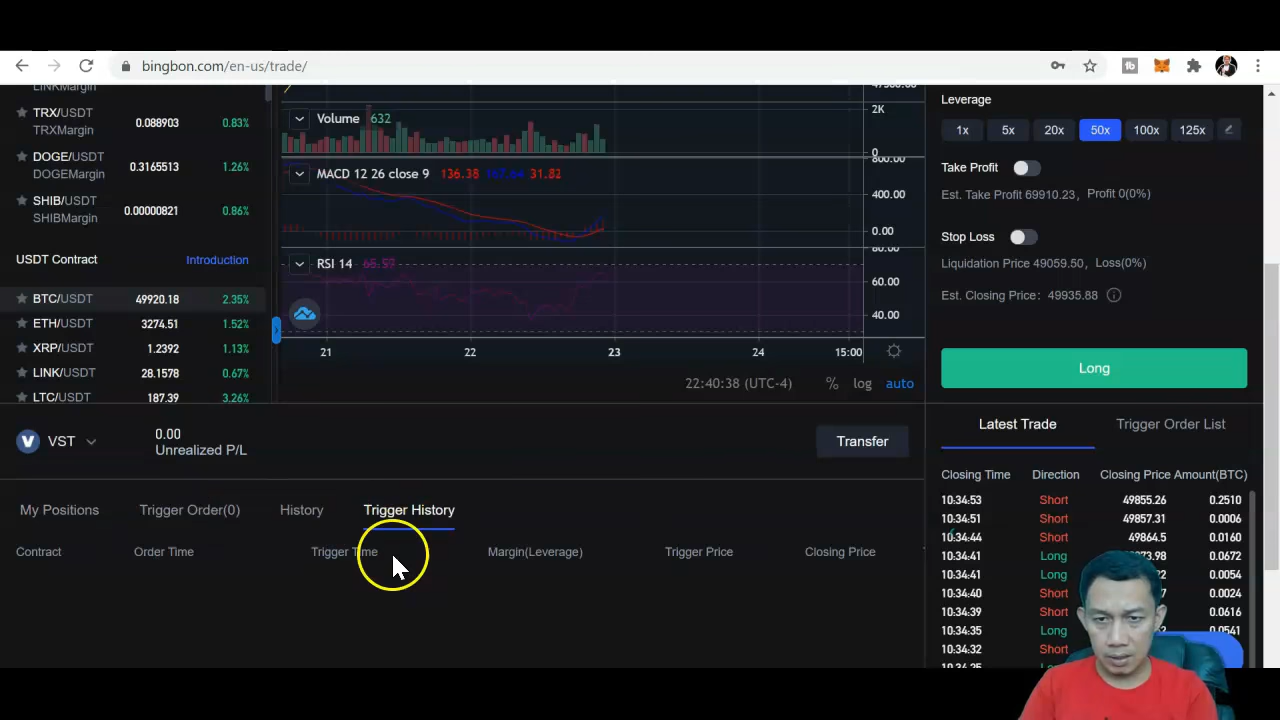 bingbon.com/en-us/trade/
LINKMargin
TRX/USDT
TRXMargin
0.088903
0.83%
DOGE/USDT
DOGEMargin
0.3165513
1.26%
SHIB/USDT
SHIBMargin
0.00000821
0.86%
USDT Contract
Introduction
BTC/USDT 49920.18 2.35%
ETH/USDT 3274.51 1.52%
XRP/USDT 1.2392 1.13%
LINK/USDT 28.1578 0.67%
LTC/USDT 187.39 3.26%
Volume 632
2K
0
MACD 12 26 close 9 136.38 31.82
800.00
400.00
0.00
RSI 14 65.57
80.00
60.00
40.00
21 22 23 24 15:00
22:40:38 (UTC-4) % log auto
Leverage
1x 5x 20x 50x 100x 125x
Take Profit
Est. Take Profit 69910.23, Profit 0(0%)
Stop Loss
Liquidation Price 49059.50, Loss(0%)
Est. Closing Price: 49935.88
Long
V VST
0.00
Unrealized P/L
Transfer
My Positions Trigger Order(0) History Trigger History
Contract Order Time Trigger Time Margin(Leverage) Trigger Price Closing Price
Latest Trade Trigger Order List
Closing Time Direction Closing Price Amount(BTC)
10:34:53 Short 49855.26 0.2510
10:34:51 Short 49857.31 0.0006
10:34:44 Short 49864.5 0.0160
10:34:41 Long 73.98 0.0672
10:34:41 Long 0.0054
10:34:40 Short 0.0024
10:34:39 Short 0.0616
10:34:35 Long 0.0541
10:34:32 Short